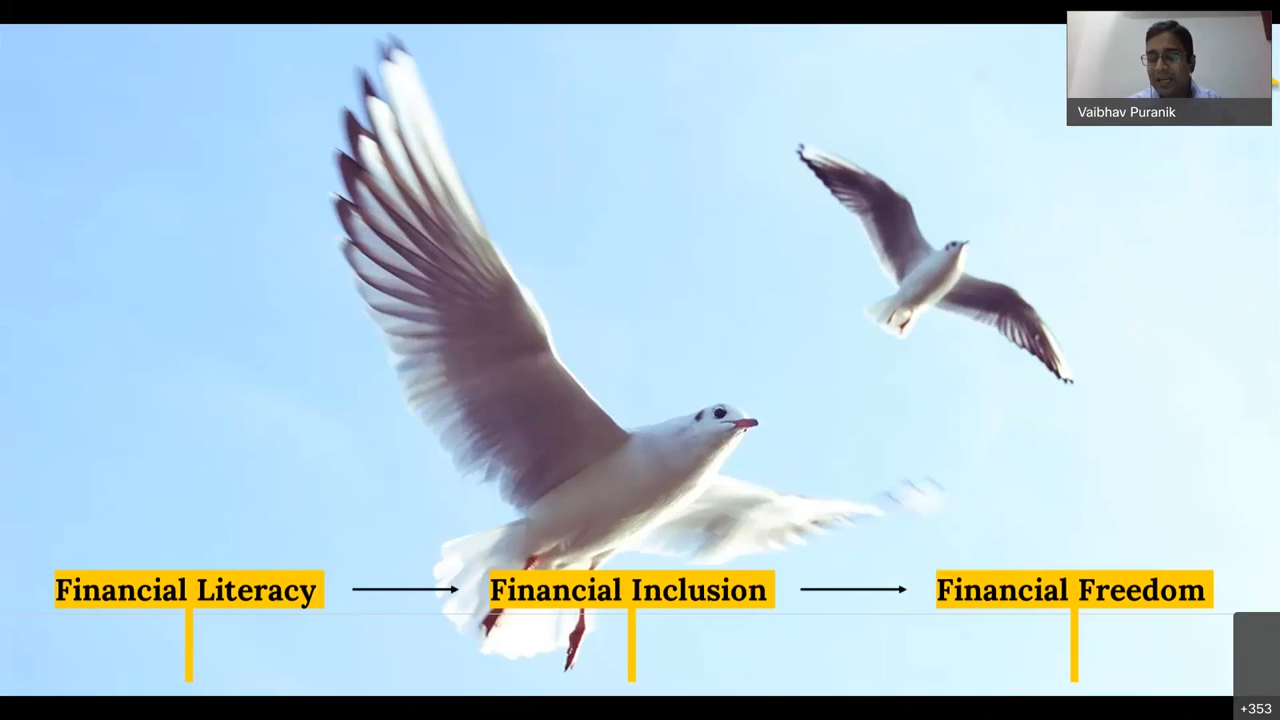 Vaibhav Puranik
Financial Literacy
Financial Inclusion
Financial Freedom
+353